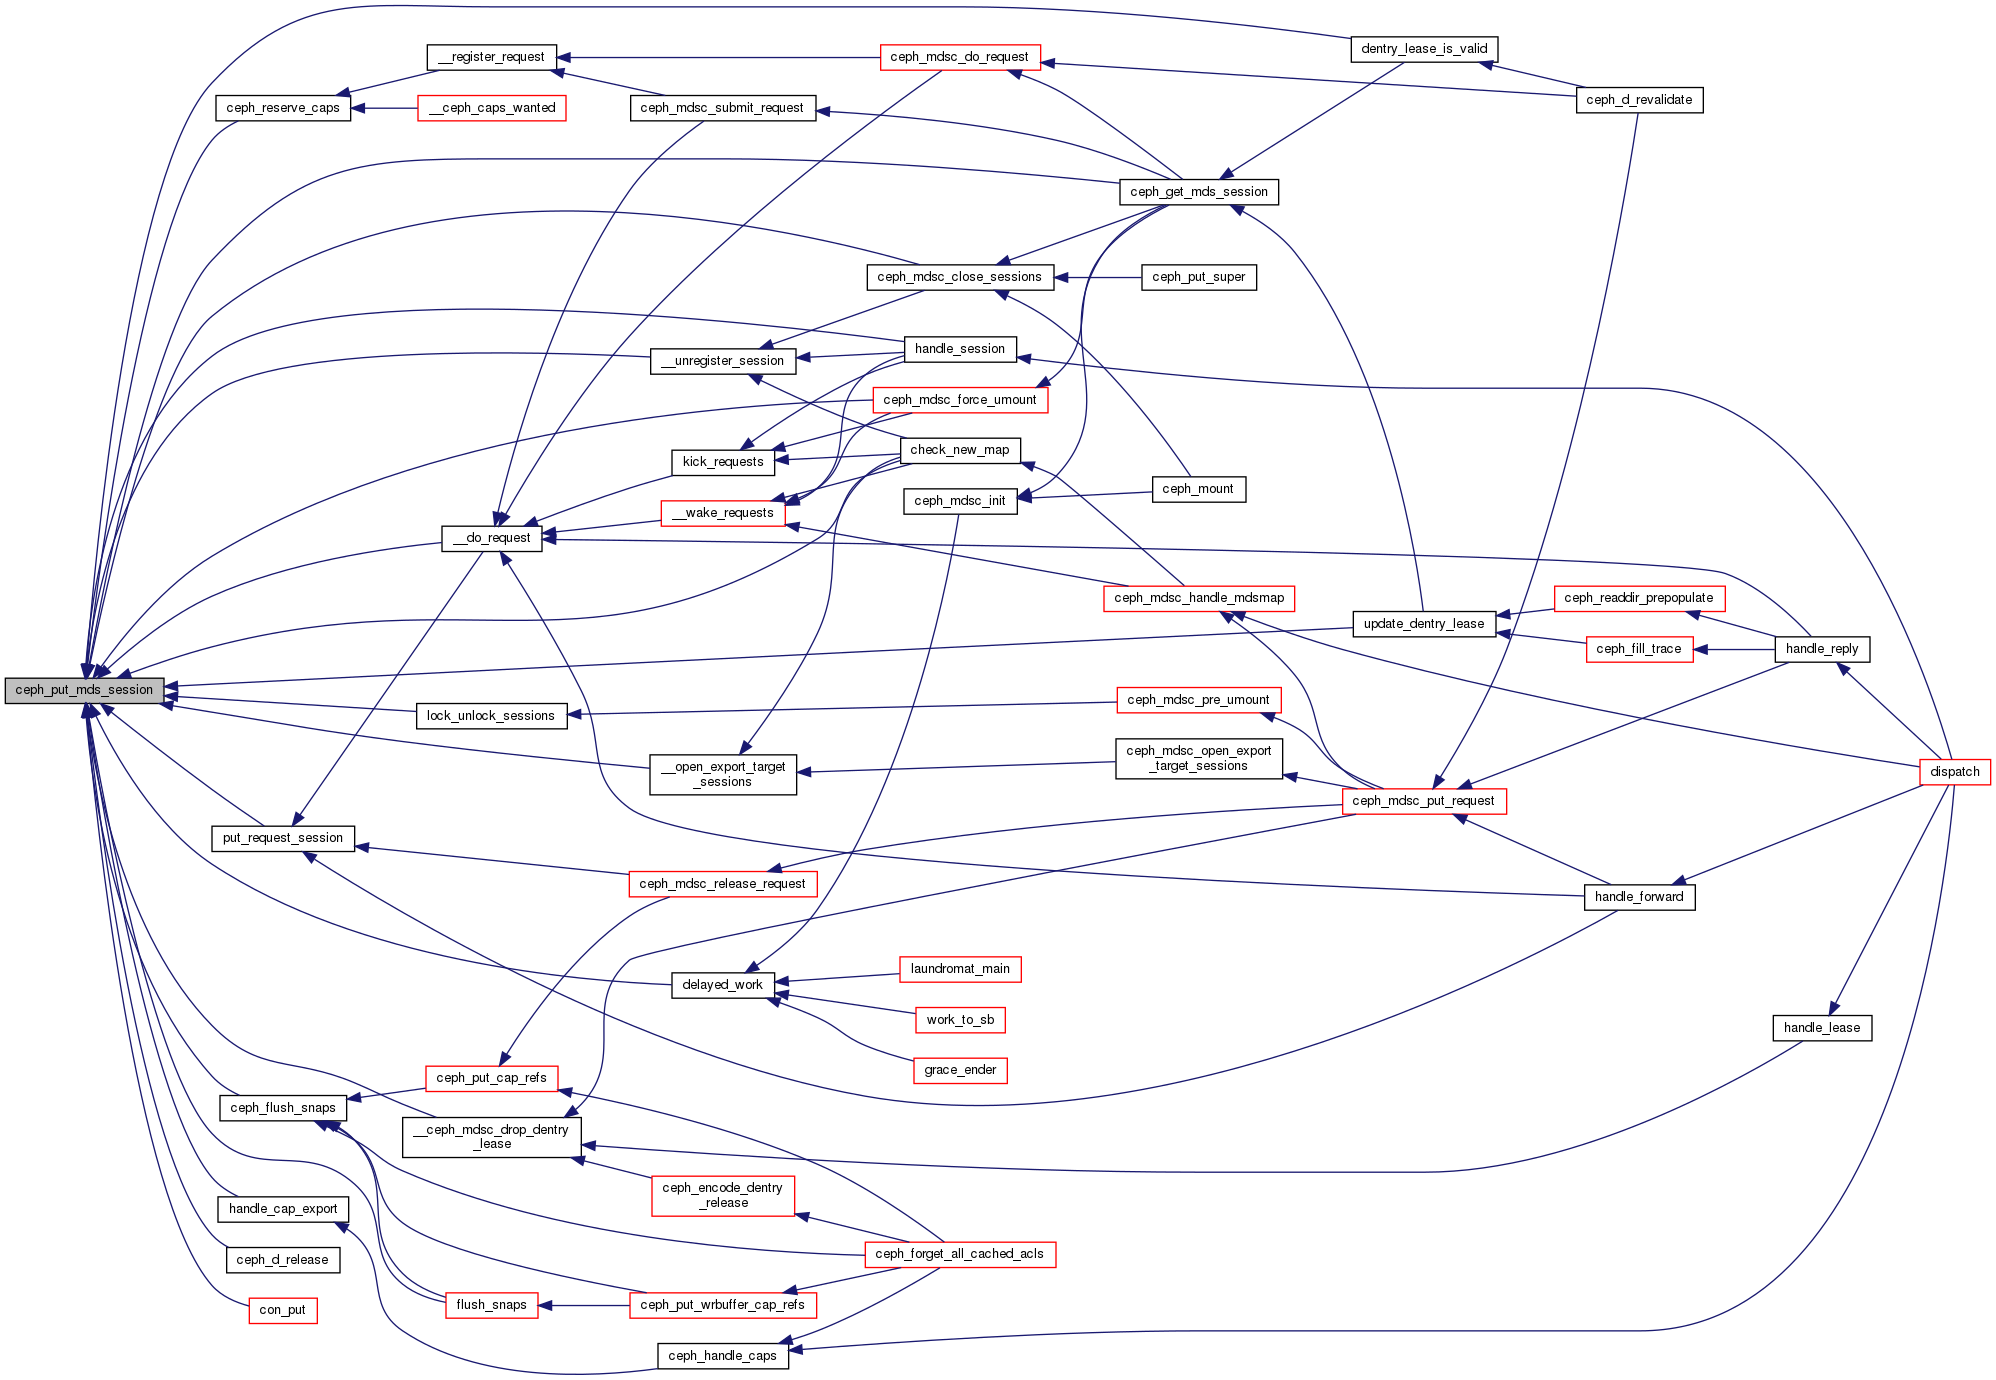 dentry_lease_is_valid
__register_request
ceph_mdsc_do_request
ceph_d_revalidate
ceph_reserve_caps
__ceph_caps_wanted
ceph_mdsc_submit_request
ceph_get_mds_session
ceph_mdsc_close_sessions
ceph_put_super
handle_session
__unregister_session
ceph_mdsc_force_umount
check_new_map
kick_requests
ceph_mdsc_init
ceph_mount
__wake_requests
__do_request
ceph_mdsc_handle_mdsmap
ceph_readdir_prepopulate
update_dentry_lease
ceph_fill_trace
handle_reply
ceph_put_mds_session
lock_unlock_sessions
ceph_mdsc_pre_umount
__open_export_target
_sessions
ceph_mdsc_open_export
_target_sessions
dispatch
ceph_mdsc_put_request
put_request_session
ceph_mdsc_release_request
handle_forward
laundromat_main
delayed_work
work_to_sb
handle_lease
grace_ender
ceph_put_cap_refs
ceph_flush_snaps
__ceph_mdsc_drop_dentry
_lease
ceph_encode_dentry
_release
handle_cap_export
ceph_d_release
ceph_forget_all_cached_acls
con_put
flush_snaps
ceph_put_wrbuffer_cap_refs
ceph_handle_caps